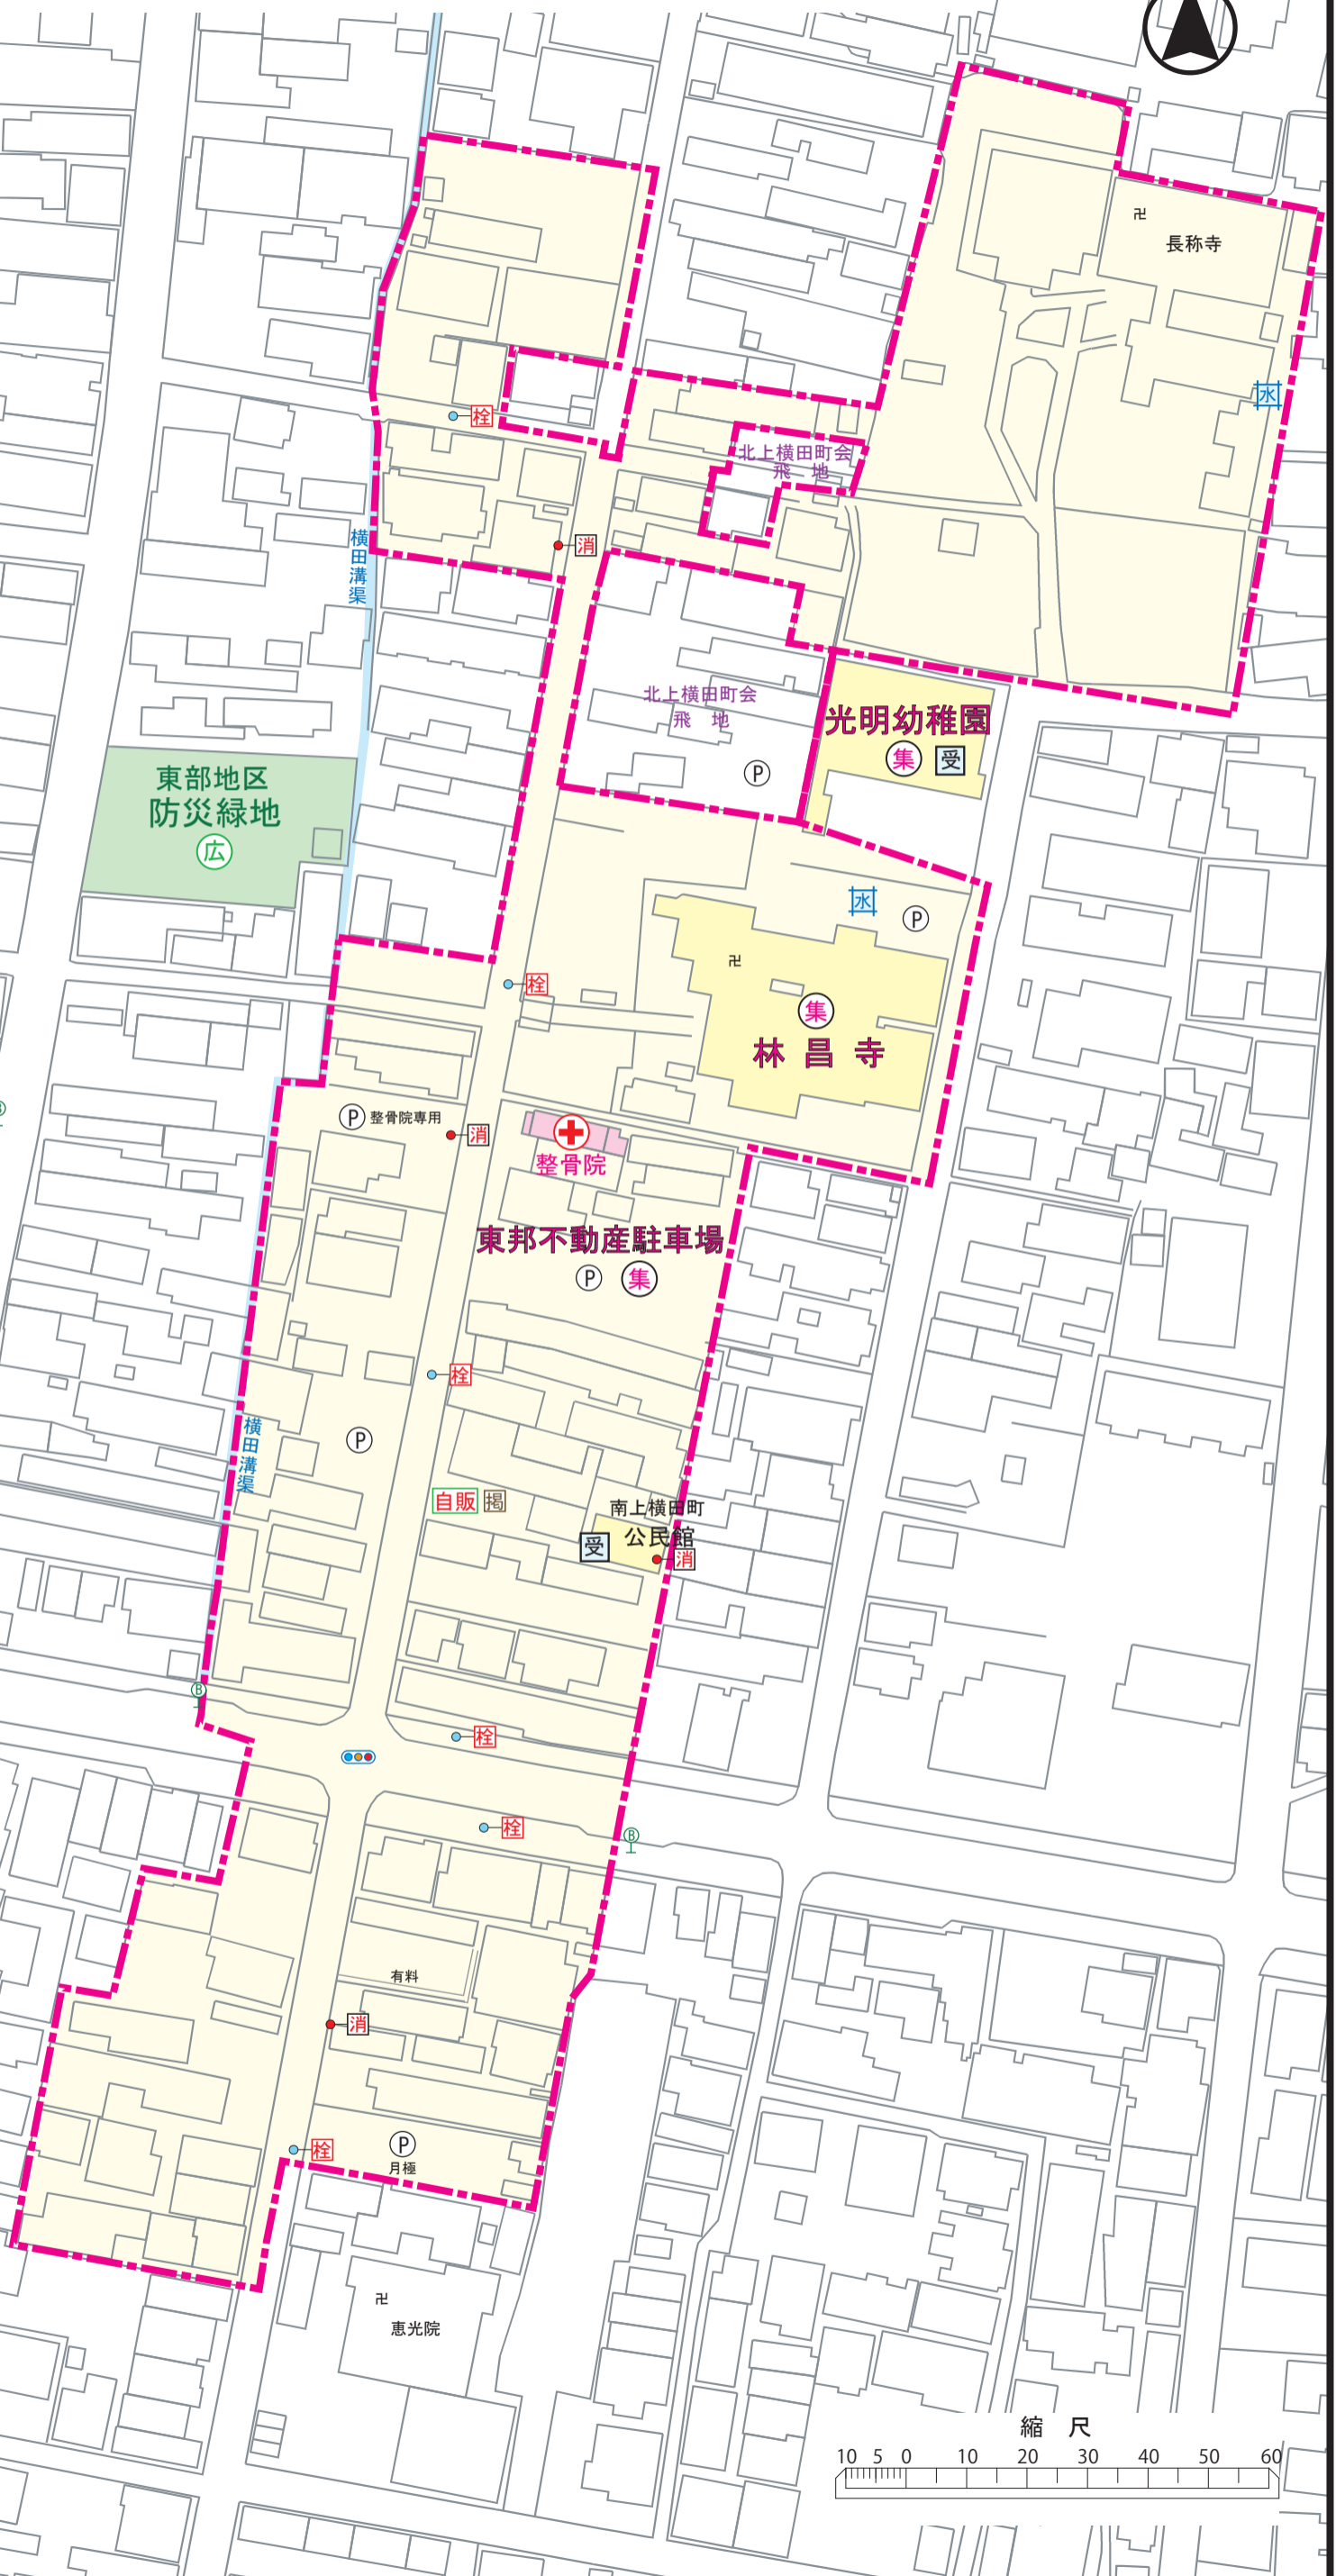 卍
長称寺
水
栓
北上横田町会
飛 地
消
横田溝渠
北上横田町会
飛 地
光明幼稚園
集 受
P
東部地区
防災緑地
広
水
P
卍
栓
集
林 昌 寺
P 整骨院専用
消
整骨院
東邦不動産駐車場
P 集
栓
横田溝渠
P
自販 掲
南上横田町
公民館
受
消
B
栓
栓
B
有料
消
栓
P
月極
卍
恵光院
縮 尺
10 5 0 10 20 30 40 50 60